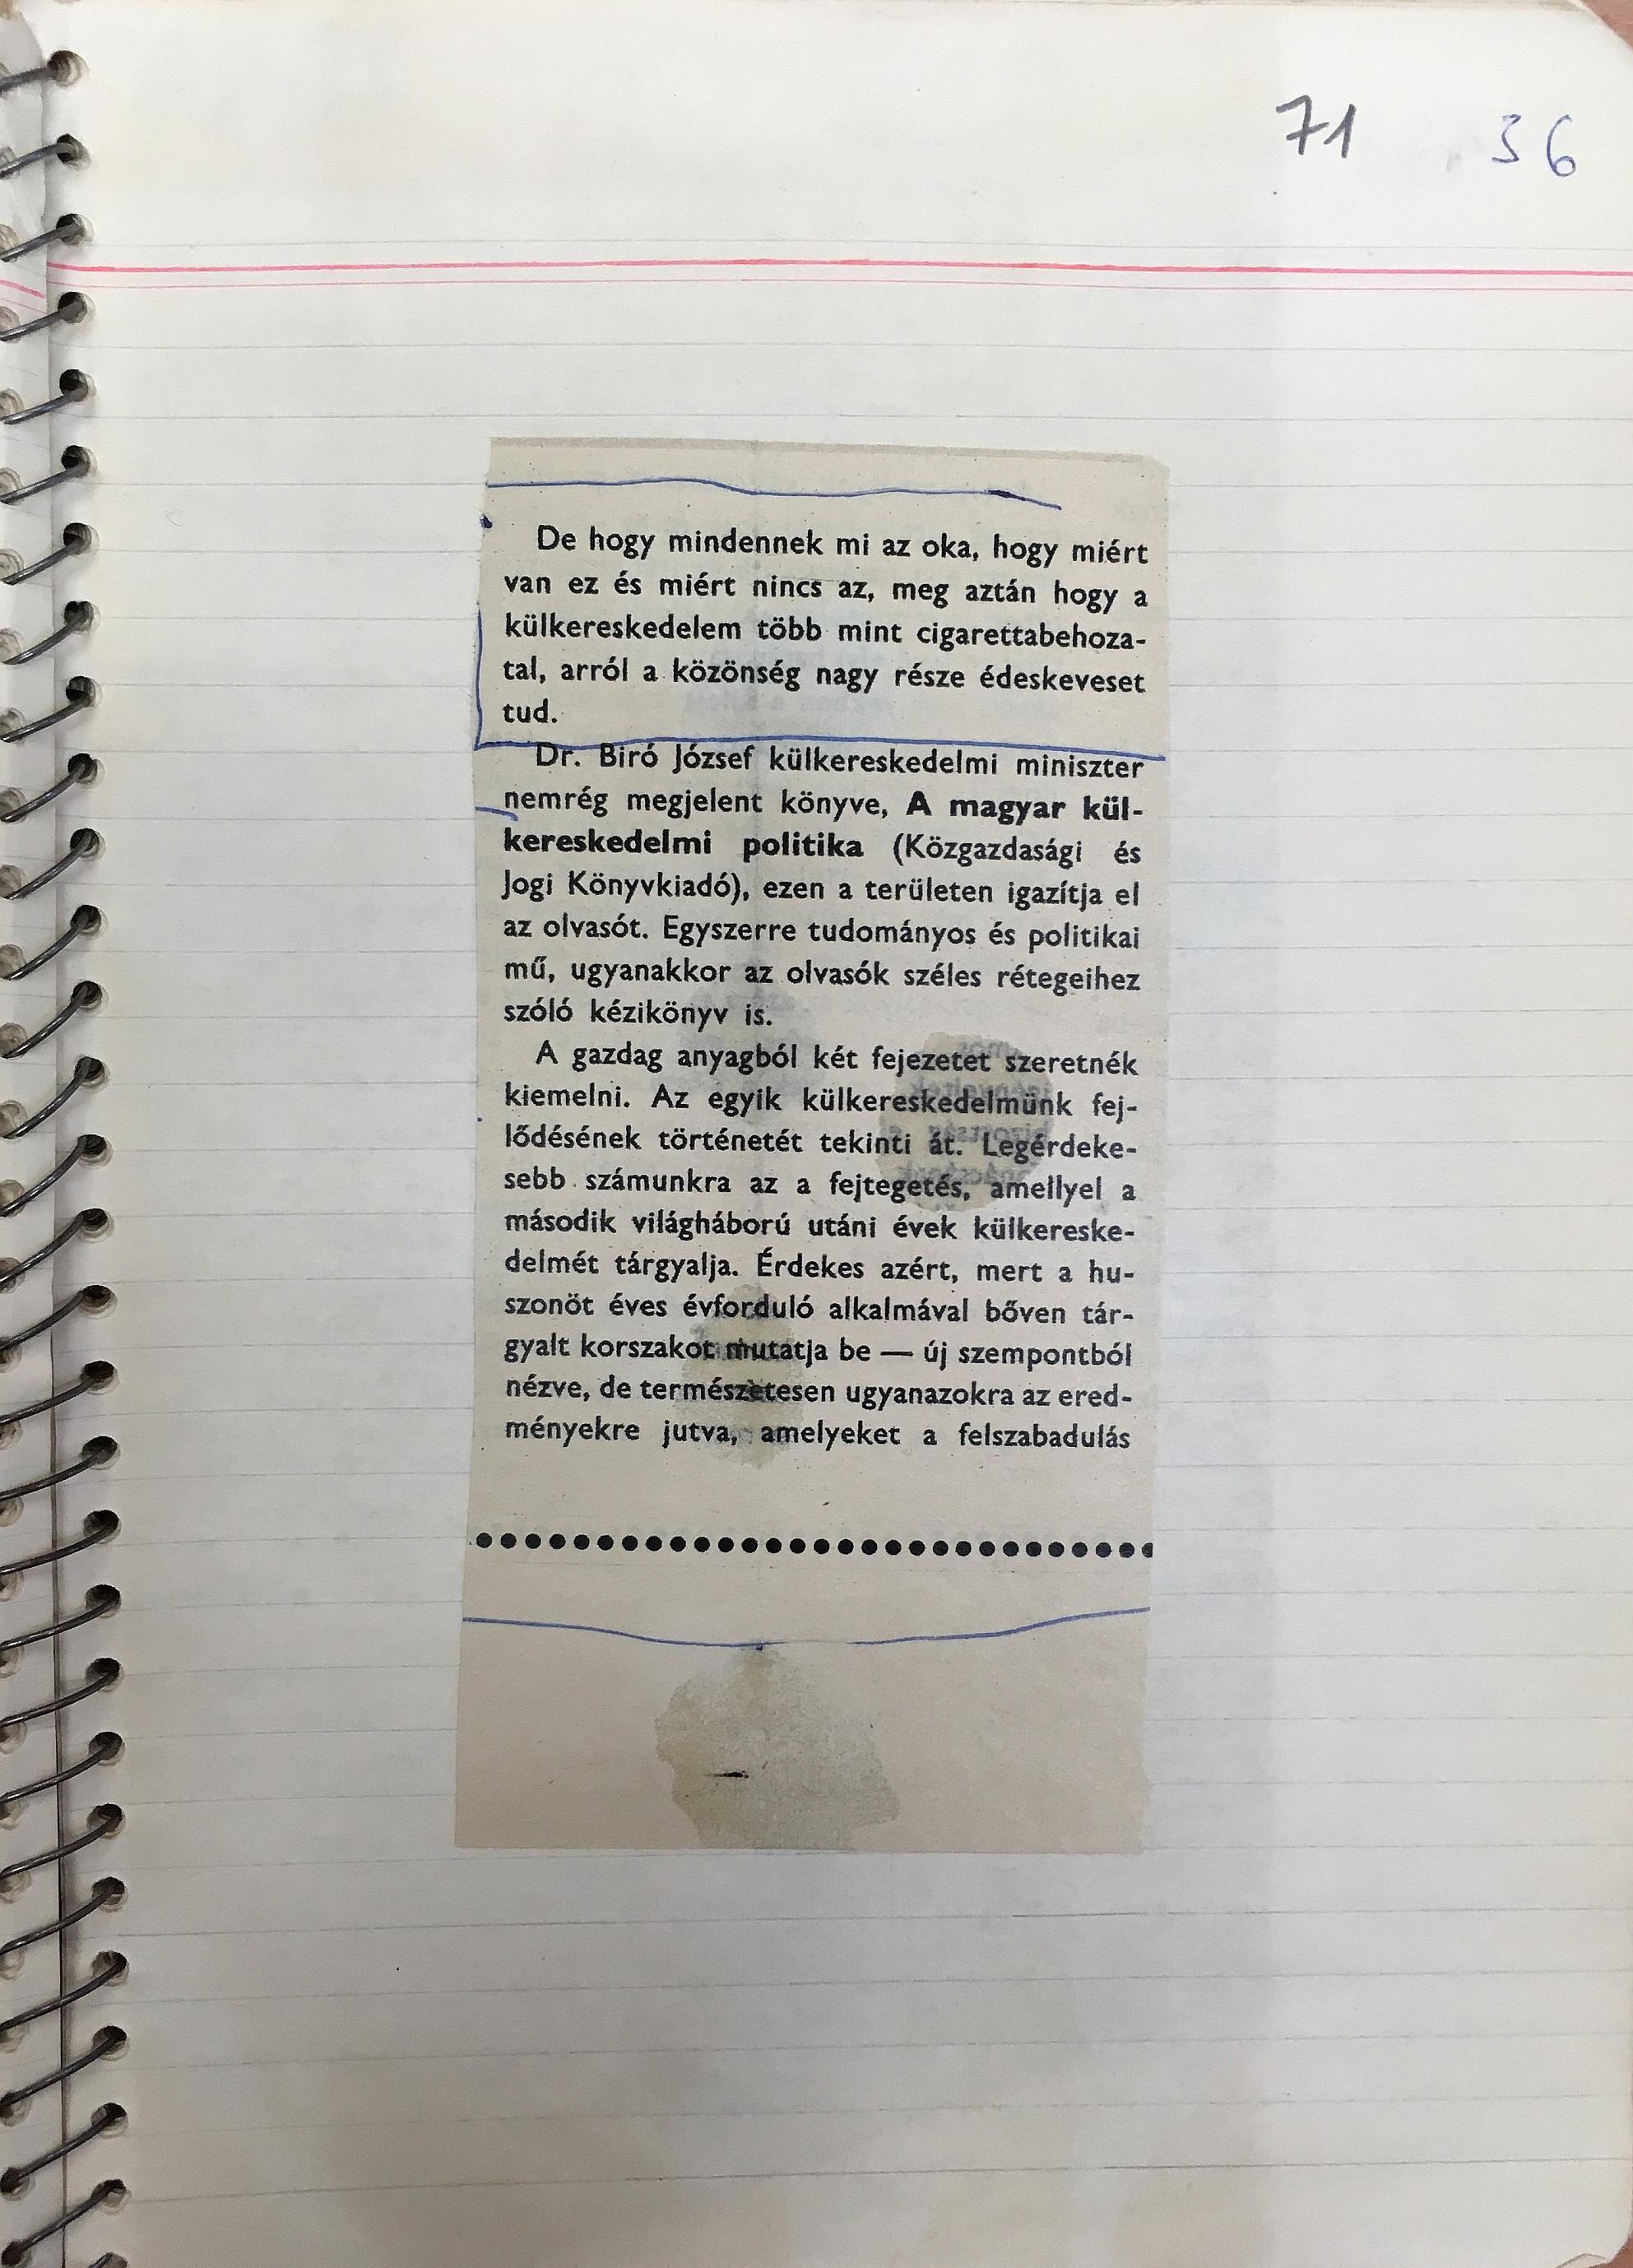 71 36
De hogy mindennek mi az oka, hogy miért
van ez és miért nincs az, meg aztán hogy a
külkereskedelem több mint cigarettabehoza-
tal, arról a közönség nagy része édeskeveset
tud.
Dr. Biró József külkereskedelmi miniszter
nemrég megjelent könyve, A magyar kül-
kereskedelmi politika (Közgazdasági és
Jogi Könyvkiadó), ezen a területen igazítja el
az olvasót. Egyszerre tudományos és politikai
mű, ugyanakkor az olvasók széles rétegeihez
szóló kézikönyv is.
A gazdag anyagból két fejezetet szeretnék
kiemelni. Az egyik külkereskedelmünk fej-
lődésének történetét tekinti át. Legérdeke-
sebb számunkra az a fejtegetés, amellyel a
második világháború utáni évek külkereske-
delmét tárgyalja. Érdekes azért, mert a hu-
szonöt éves évforduló alkalmával bőven tár-
gyalt korszakot mutatja be — új szempontból
nézve, de természetesen ugyanazokra az ered-
ményekre jutva, amelyeket a felszabadulás